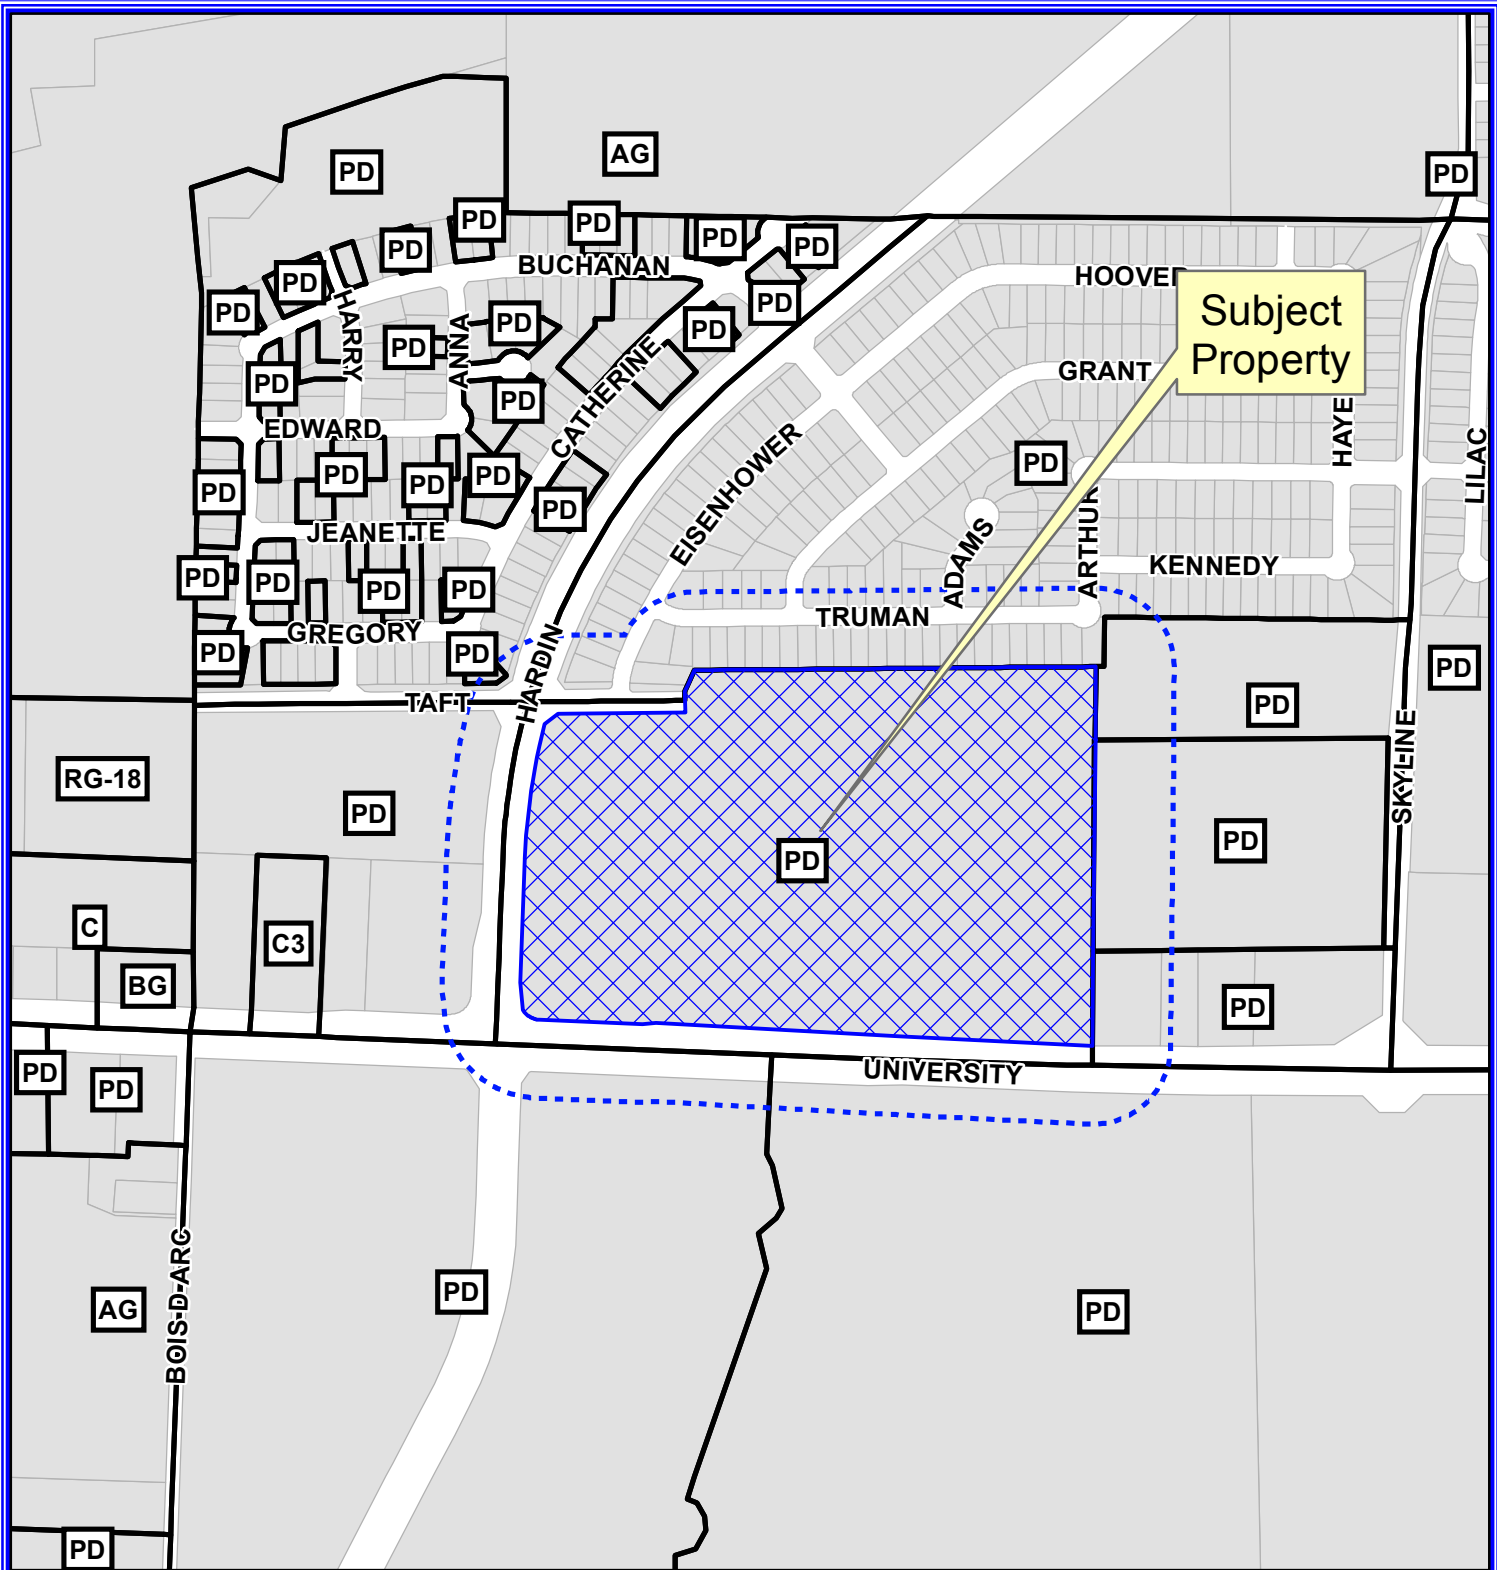 AG
PD
PD
PD
PD
PD
PD
PD
PD
BUCHANAN
HOOVER
PD
PD
PD
PD
PD
Subject
Property
HARRY
ANNA
PD
GRANT
PD
PD
CATHERINE
EDWARD
HAYE
EISENHOWER
PD
PD
PD
PD
PD
LILAC
PD
JEANETTE
ADAMS
ARTHUR
KENNEDY
PD
PD
PD
PD
GREGORY
TRUMAN
PD
PD
HARDIN
PD
TAFT
PD
SKYLINE
RG-18
PD
PD
PD
C
C3
BG
PD
UNIVERSITY
PD
PD
BOIS-D-ARC
PD
AG
PD
PD